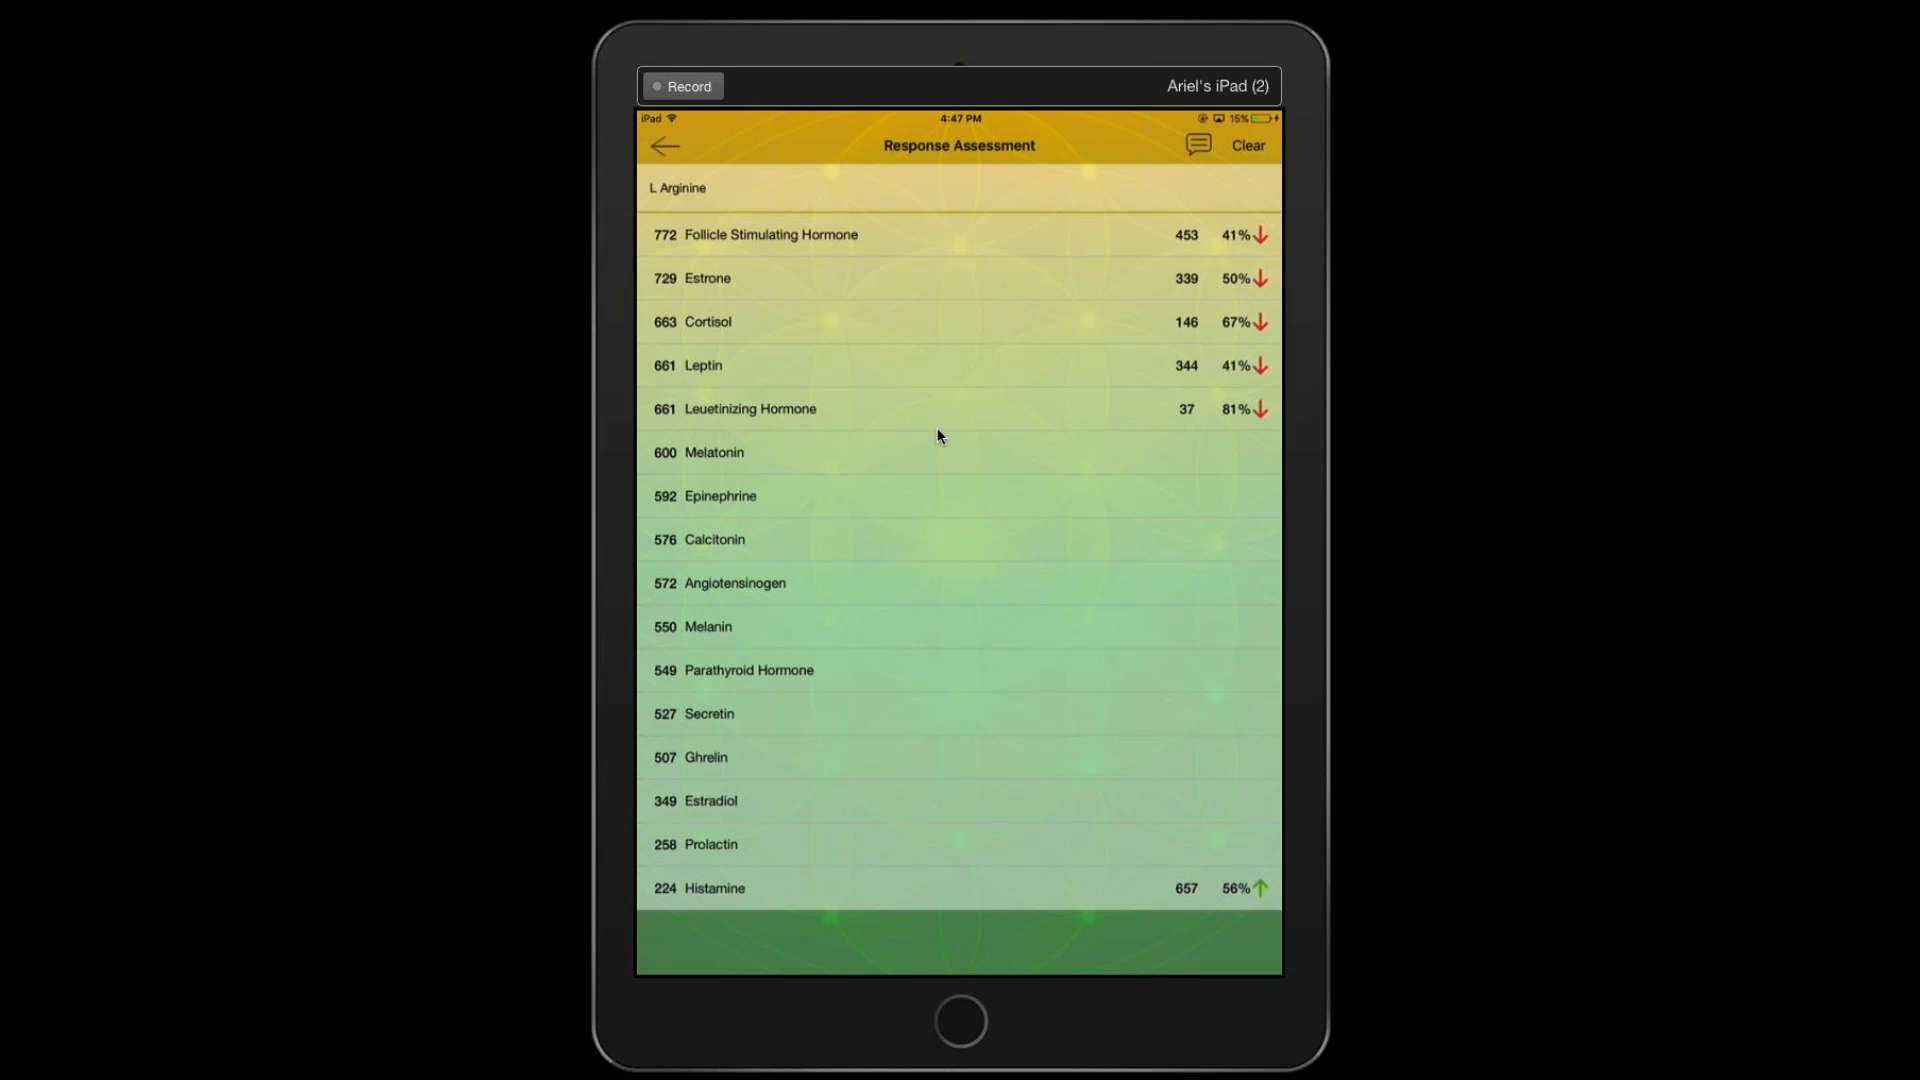 Record
Ariel's iPad (2)
iPad 4:47 PM 15%
Response Assessment Clear
L Arginine
772 Follicle Stimulating Hormone 453 41%
729 Estrone 339 50%
663 Cortisol 146 67%
661 Leptin 344 41%
661 Leuetinizing Hormone 37 81%
600 Melatonin
592 Epinephrine
576 Calcitonin
572 Angiotensinogen
550 Melanin
549 Parathyroid Hormone
527 Secretin
507 Ghrelin
349 Estradiol
258 Prolactin
224 Histamine 657 56%